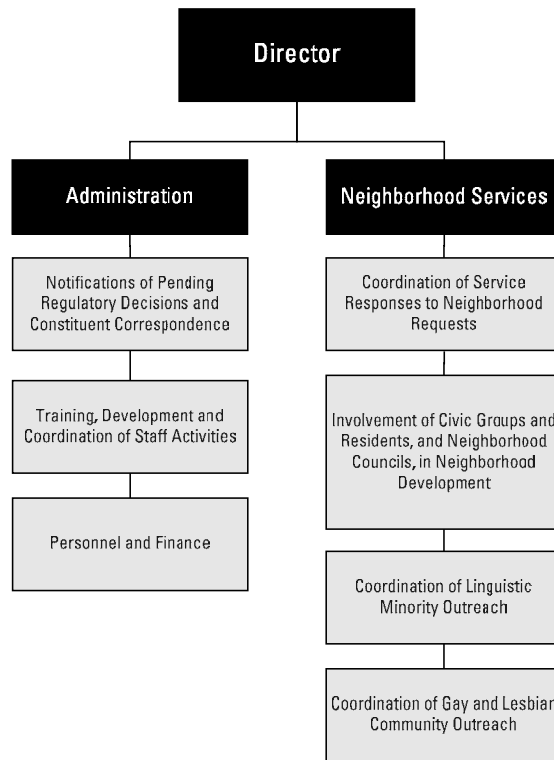 Director
Administration
Neighborhood Services
Notifications of Pending
Regulatory Decisions and
Constituent Correspondence
Training, Development and
Coordination of Staff Activities
Personnel and Finance
Coordination of Service
Responses to Neighborhood
Requests
Involvement of Civic Groups and
Residents, and Neighborhood
Councils, in Neighborhood
Development
Coordination of Linguistic
Minority Outreach
Coordination of Gay and Lesbian
Community Outreach